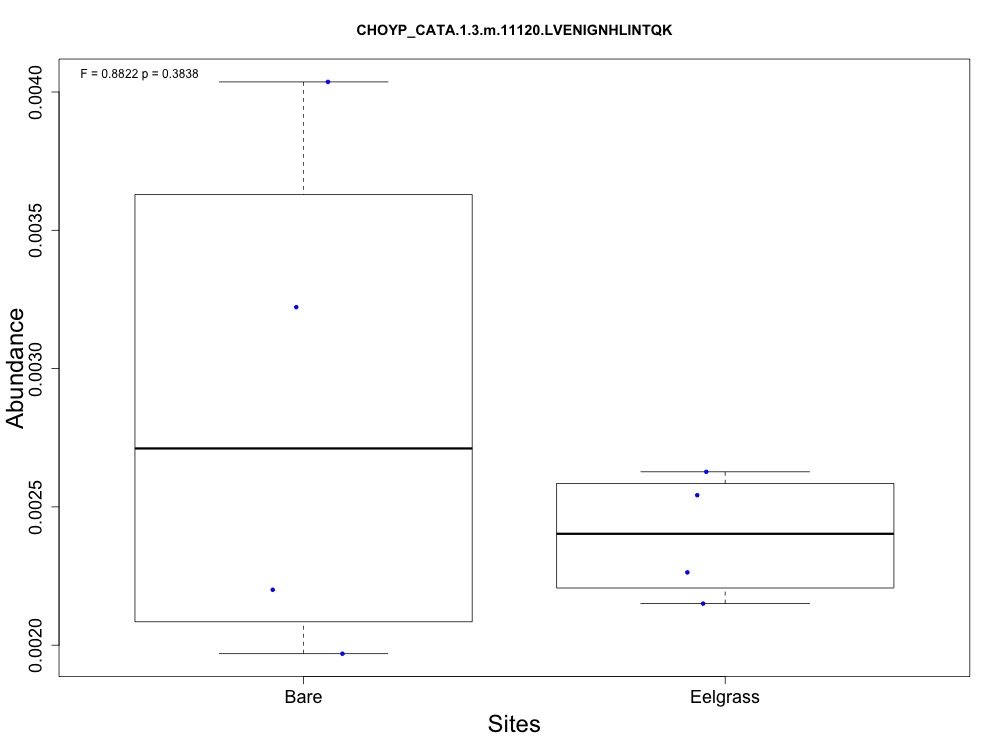 CHOYP_CATA.1.3.m.11120.LVENIGNHLINTQK
F = 0.8822 p = 0.3838
0.0040
0.0035
0.0030
0.0025
0.0020
Abundance
Bare
Eelgrass
Sites